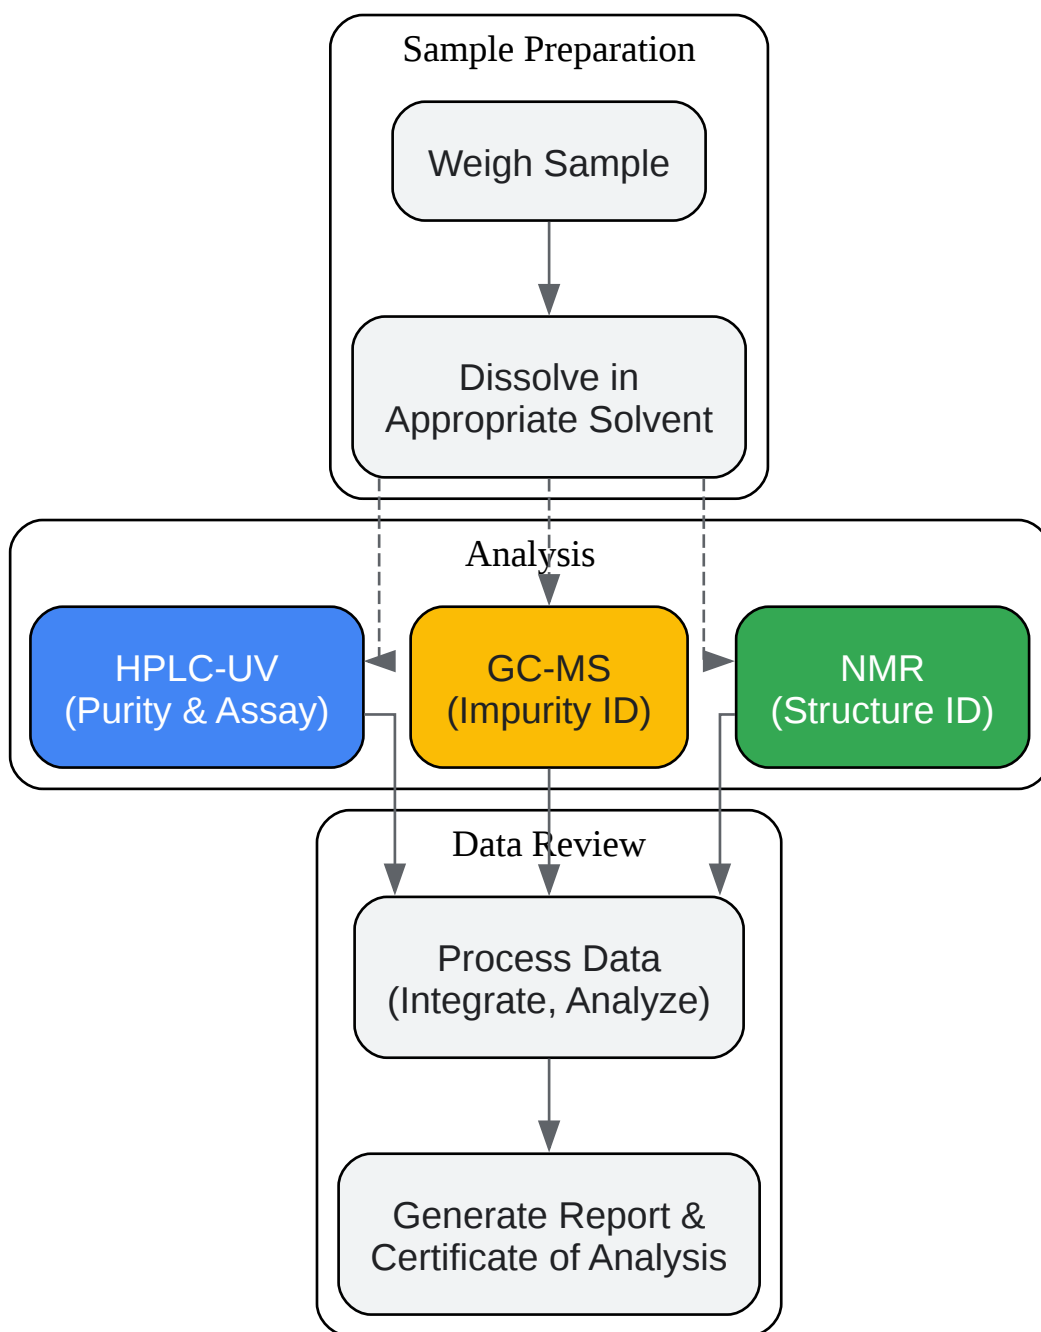 Sample Preparation
Weigh Sample
Dissolve in
Appropriate Solvent
Analysis
HPLC-UV
(Purity & Assay)
GC-MS
(Impurity ID)
NMR
(Structure ID)
Data Review
Process Data
(Integrate, Analyze)
Generate Report &
Certificate of Analysis